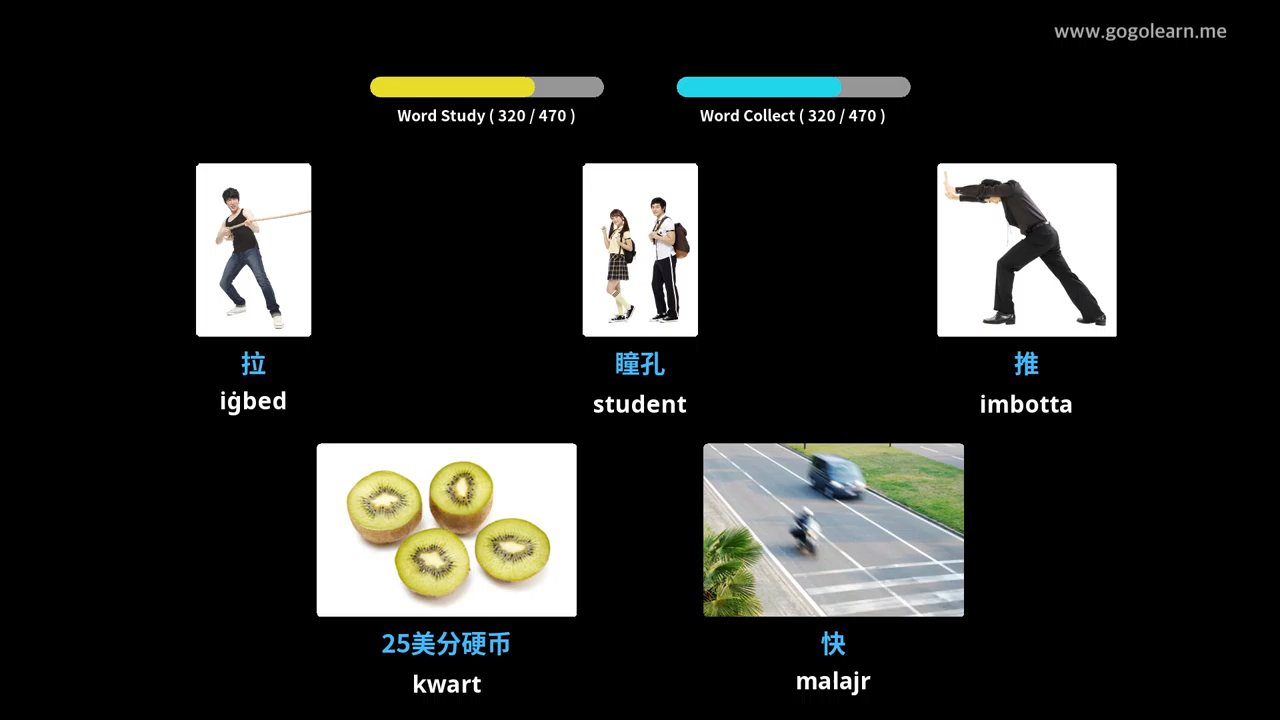 www.gogolearn.me
Word Study ( 320 / 470 )
Word Collect ( 320 / 470 )
拉
iġbed
瞳孔
student
推
imbotta
25美分硬币
kwart
快
malajr